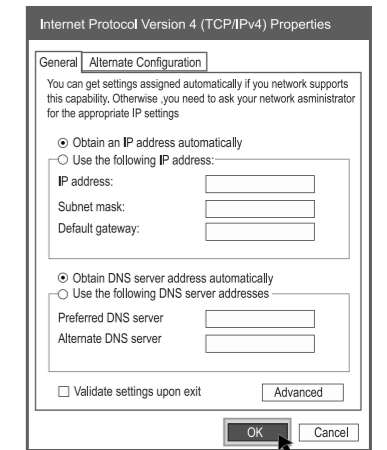 Internet Protocol Version 4 (TCP/IPv4) Properties
General
Alternate Configuration
You can get settings assigned automatically if you network supports
this capability. Otherwise ,you need to ask your network asministrator
for the appropriate IP settings
Obtain an IP address automatically
Use the following IP address:
IP address:
Subnet mask:
Default gateway:
Obtain DNS server address automatically
Use the following DNS server addresses
Preferred DNS server
Alternate DNS server
Validate settings upon exit
Advanced
OK
Cancel